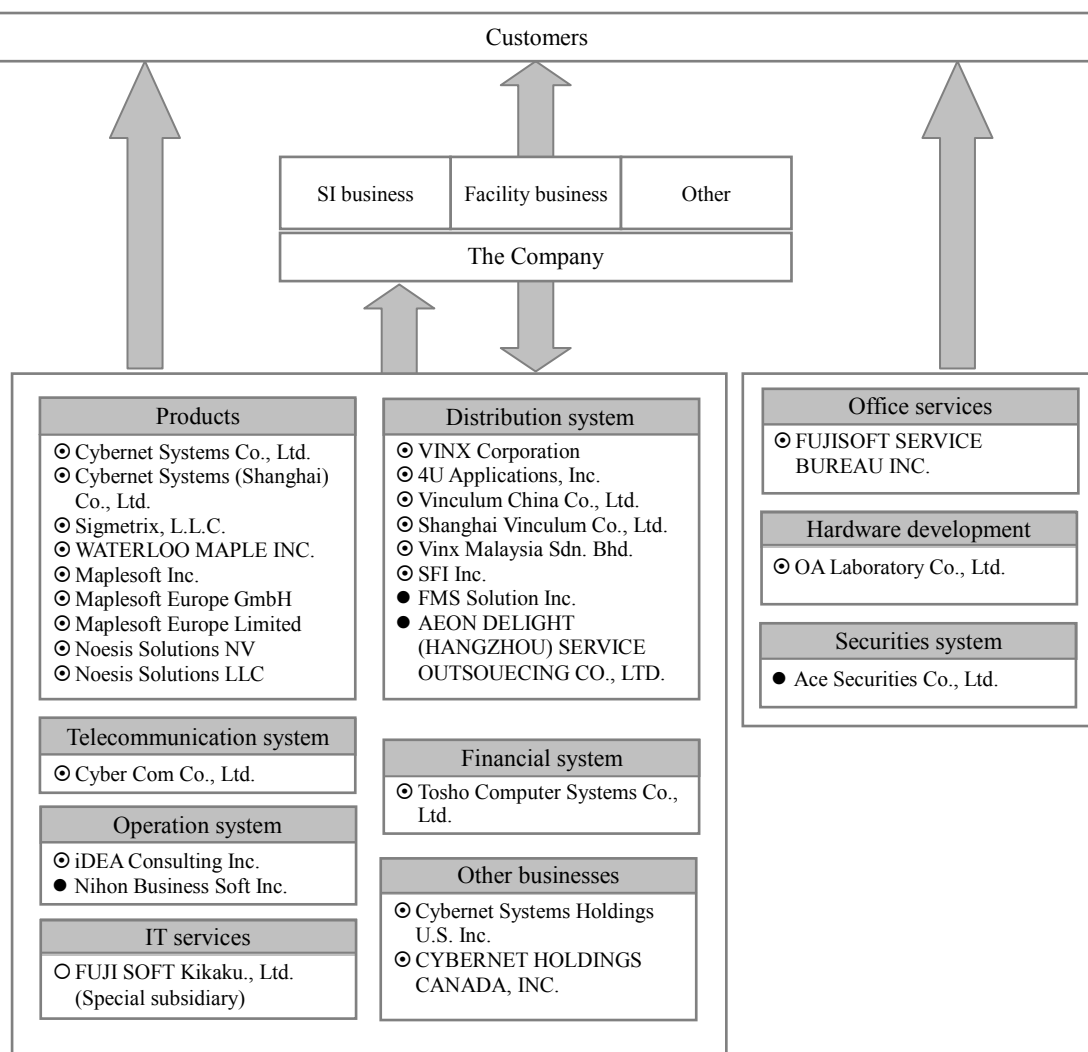 Customers
SI business
Facility business
Other
The Company
Products
⦿ Cybernet Systems Co., Ltd.
⦿ Cybernet Systems (Shanghai)
Co., Ltd.
⦿ Sigmetrix, L.L.C.
⦿ WATERLOO MAPLE INC.
⦿ Maplesoft Inc.
⦿ Maplesoft Europe GmbH
⦿ Maplesoft Europe Limited
⦿ Noesis Solutions NV
⦿ Noesis Solutions LLC
Telecommunication system
⦿ Cyber Com Co., Ltd.
Operation system
⦿ iDEA Consulting Inc.
● Nihon Business Soft Inc.
IT services
○ FUJI SOFT Kikaku., Ltd.
(Special subsidiary)
Distribution system
⦿ VINX Corporation
⦿ 4U Applications, Inc.
⦿ Vinculum China Co., Ltd.
⦿ Shanghai Vinculum Co., Ltd.
⦿ Vinx Malaysia Sdn. Bhd.
⦿ SFI Inc.
● FMS Solution Inc.
● AEON DELIGHT
(HANGZHOU) SERVICE
OUTSOUECING CO., LTD.
Financial system
⦿ Tosho Computer Systems Co.,
Ltd.
Other businesses
⦿ Cybernet Systems Holdings
U.S. Inc.
⦿ CYBERNET HOLDINGS
CANADA, INC.
Office services
⦿ FUJISOFT SERVICE
BUREAU INC.
Hardware development
⦿ OA Laboratory Co., Ltd.
Securities system
● Ace Securities Co., Ltd.